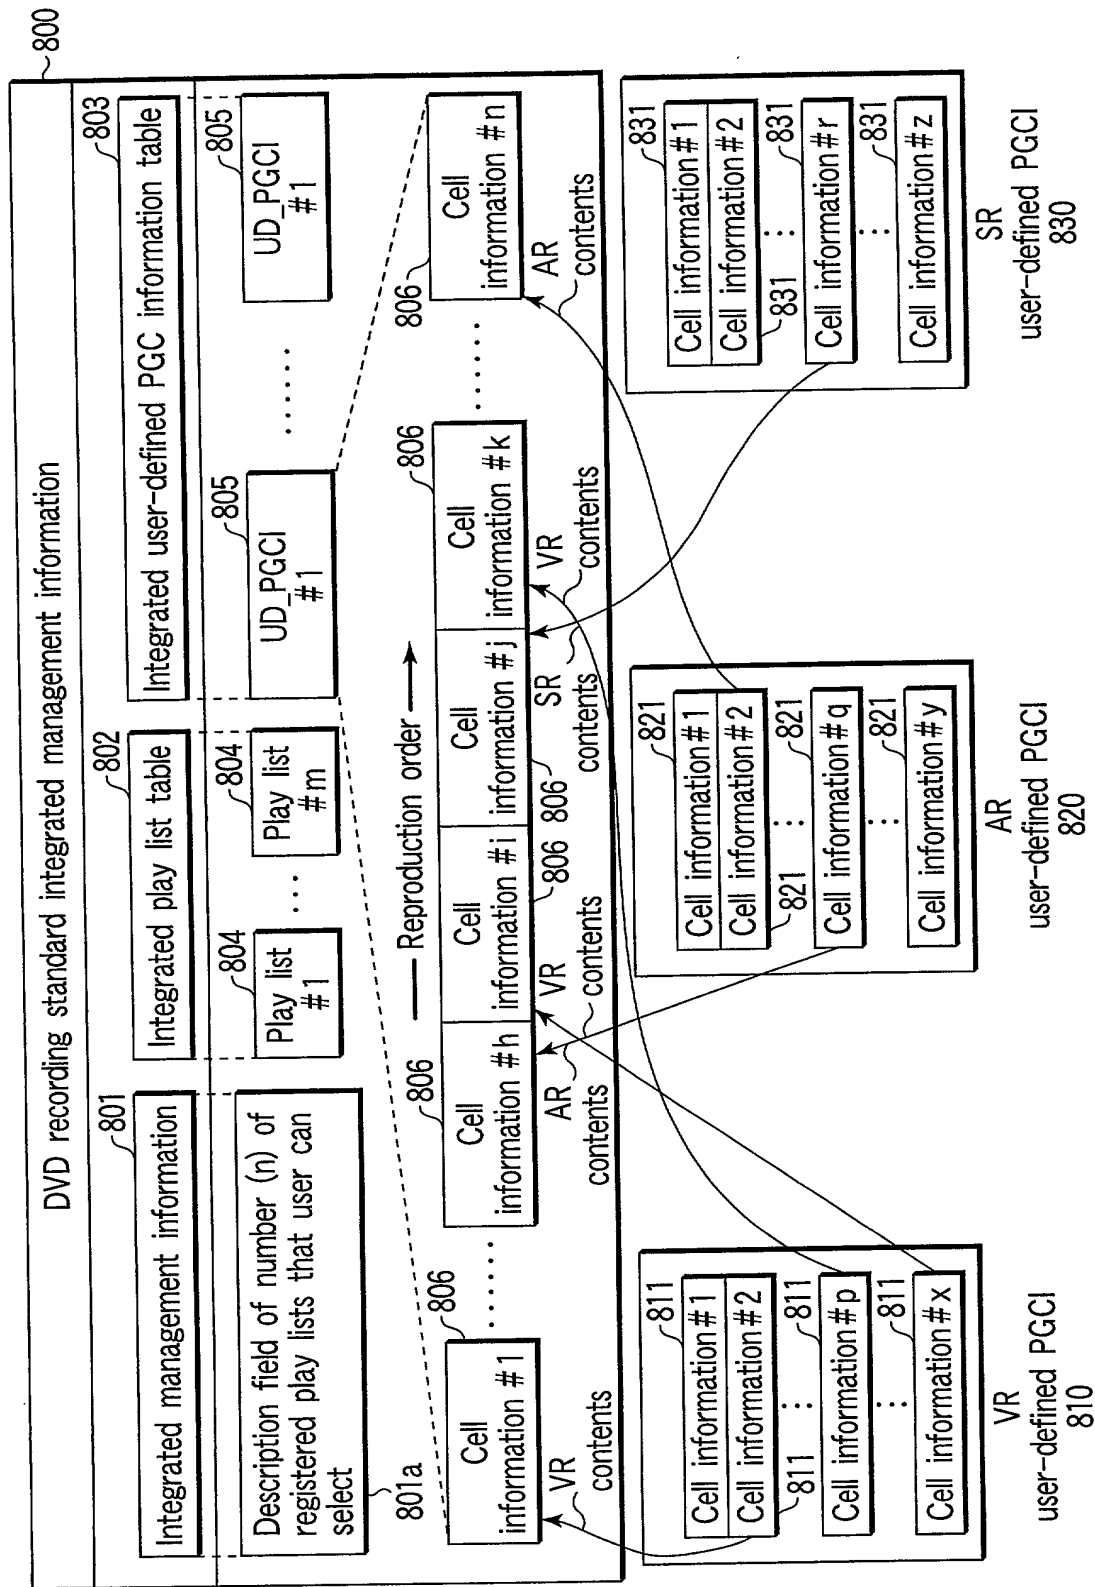 800
DVD recording standard integrated management information
801
802
803
Integrated management information
Integrated play list table
Integrated user-defined PGC information table
804
804
805
805
Description field of number (n) of
registered play lists that user can
select
801a
Play list
#1
...
Play list
#m
UD_PGCI
#1
......
UD_PGCI
#1
Reproduction order
806
806
806
806
806
806
Cell
information #1
......
Cell
information #h
Cell
information #i
Cell
information #j
Cell
information #k
......
Cell
information #n
VR
contents
AR
contents
VR
contents
SR
contents
VR
contents
AR
contents
811
Cell information#1
Cell information#2
811
...
811
Cell information#p
...
811
Cell information#x
VR
user-defined PGCI
810
821
Cell information#1
Cell information#2
821
...
821
Cell information#q
...
821
Cell information#y
AR
user-defined PGCI
820
831
Cell information#1
Cell information#2
831
...
831
Cell information#r
...
831
Cell information#z
SR
user-defined PGCI
830